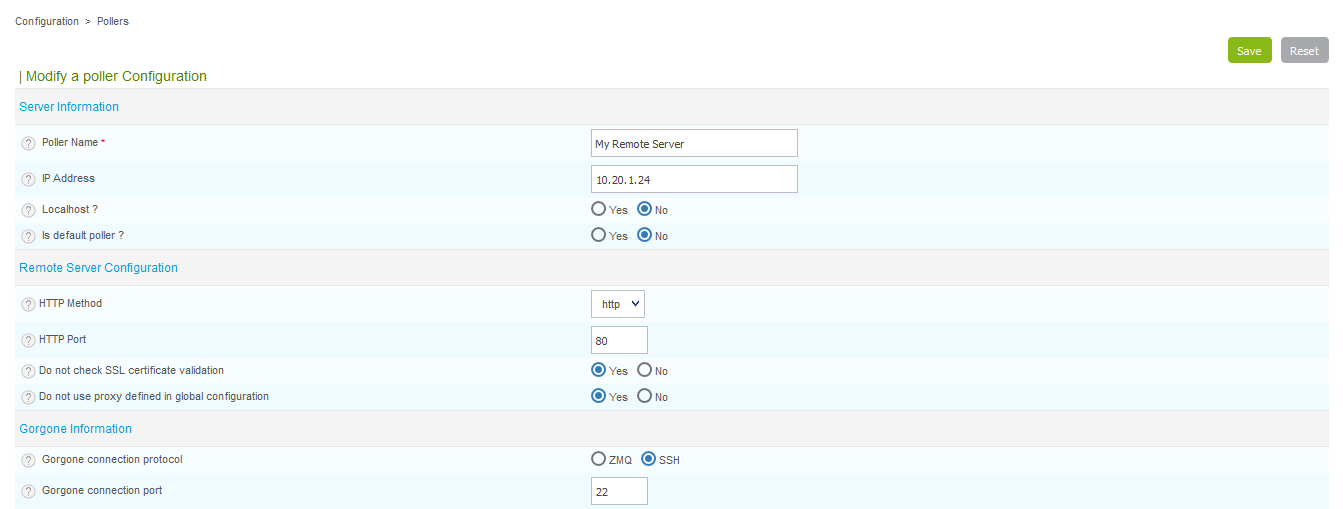 Configuration > Pollers
Save Reset
| Modify a poller Configuration
Server Information
? Poller Name * My Remote Server
? IP Address 10.20.1.24
? Localhost ? Yes No
? Is default poller ? Yes No
Remote Server Configuration
? HTTP Method http
? HTTP Port 80
? Do not check SSL certificate validation Yes No
? Do not use proxy defined in global configuration Yes No
Gorgone Information
? Gorgone connection protocol ZMQ SSH
? Gorgone connection port 22